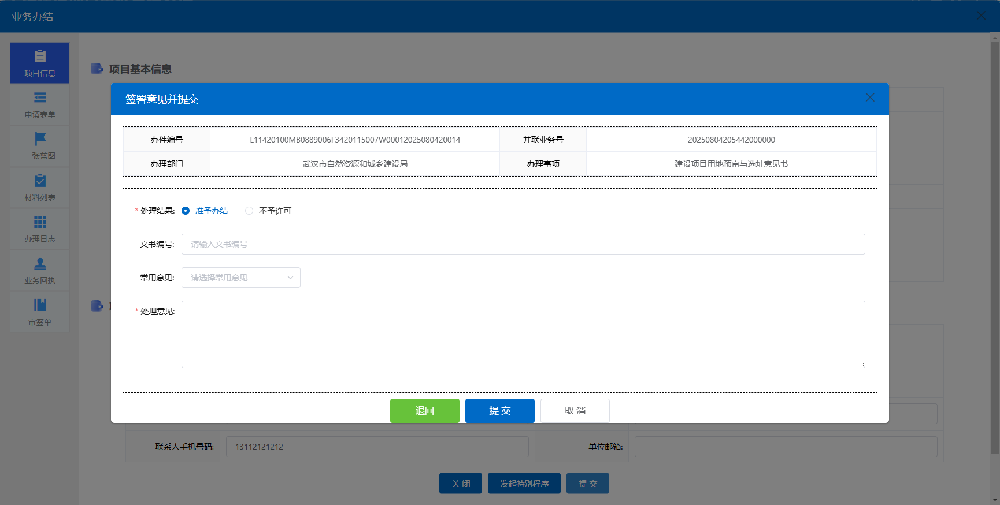 业务办结
项目信息
申请表单
一张蓝图
材料列表
办理日志
业务回执
审签单
项目基本信息
签署意见并提交
办件编号 L11420100MB0889006F3420115007W00012025080420014 并联业务号 20250804205442000000
办理部门 武汉市自然资源和城乡建设局 办理事项 建设项目用地预审与选址意见书
* 处理结果: 准予办结 不予许可
文书编号: 请输入文书编号
常用意见: 请选择常用意见
* 处理意见:
退回 提 交 取 消
联系人手机号码: 13112121212 单位邮箱:
关 闭 发起特别程序 提 交